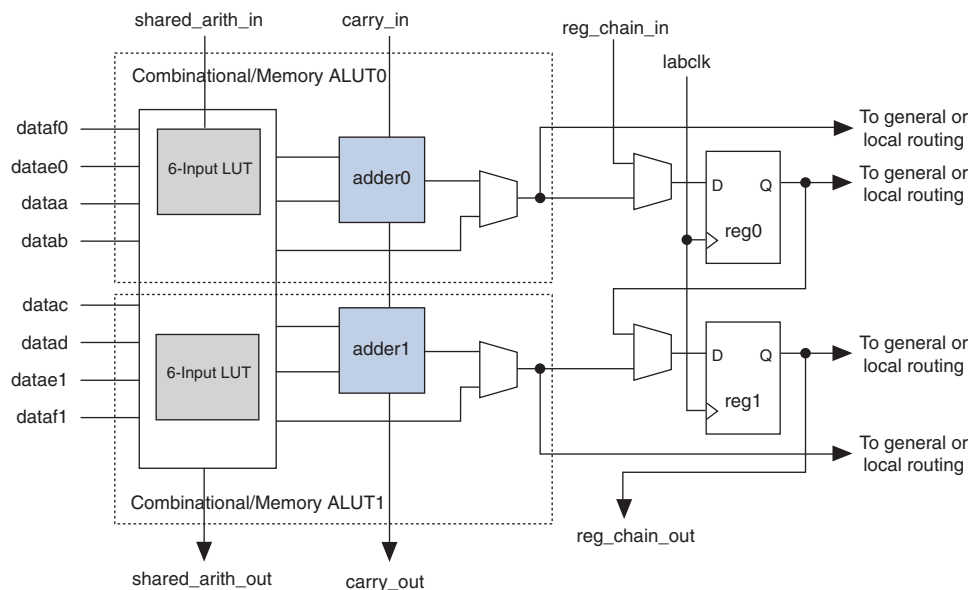 shared_arith_in
carry_in
reg_chain_in
labclk
Combinational/Memory ALUT0
dataf0
datae0
dataa
datab
6-Input LUT
adder0
D
Q
reg0
To general or
local routing
To general or
local routing
datac
datad
datae1
dataf1
6-Input LUT
adder1
D
Q
reg1
To general or
local routing
To general or
local routing
Combinational/Memory ALUT1
reg_chain_out
shared_arith_out
carry_out